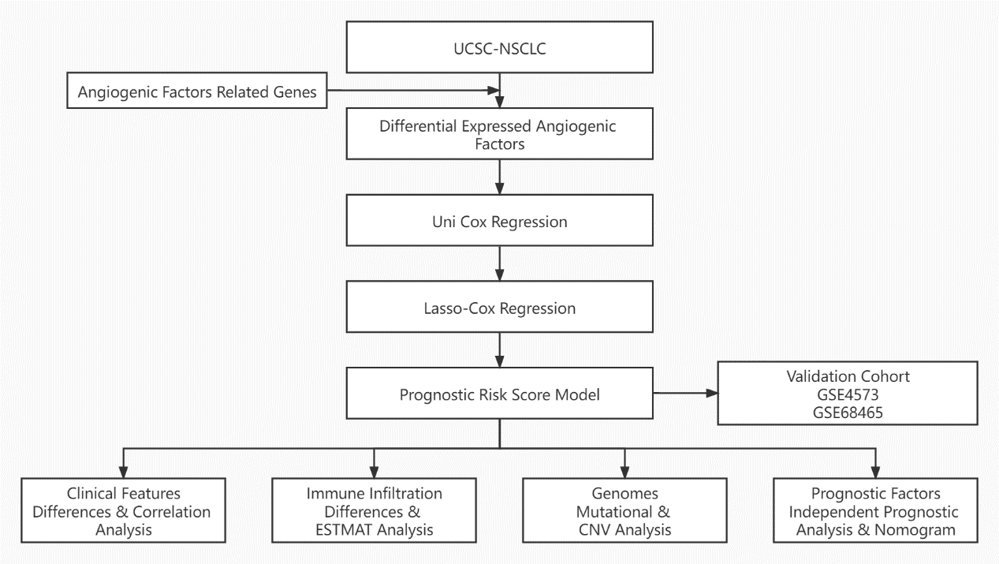 UCSC-NSCLC
Angiogenic Factors Related Genes
Differential Expressed Angiogenic
Factors
Uni Cox Regression
Lasso-Cox Regression
Prognostic Risk Score Model
Validation Cohort
GSE4573
GSE68465
Clinical Features
Differences & Correlation
Analysis
Immune Infiltration
Differences &
ESTMAT Analysis
Genomes
Mutational &
CNV Analysis
Prognostic Factors
Independent Prognostic
Analysis & Nomogram